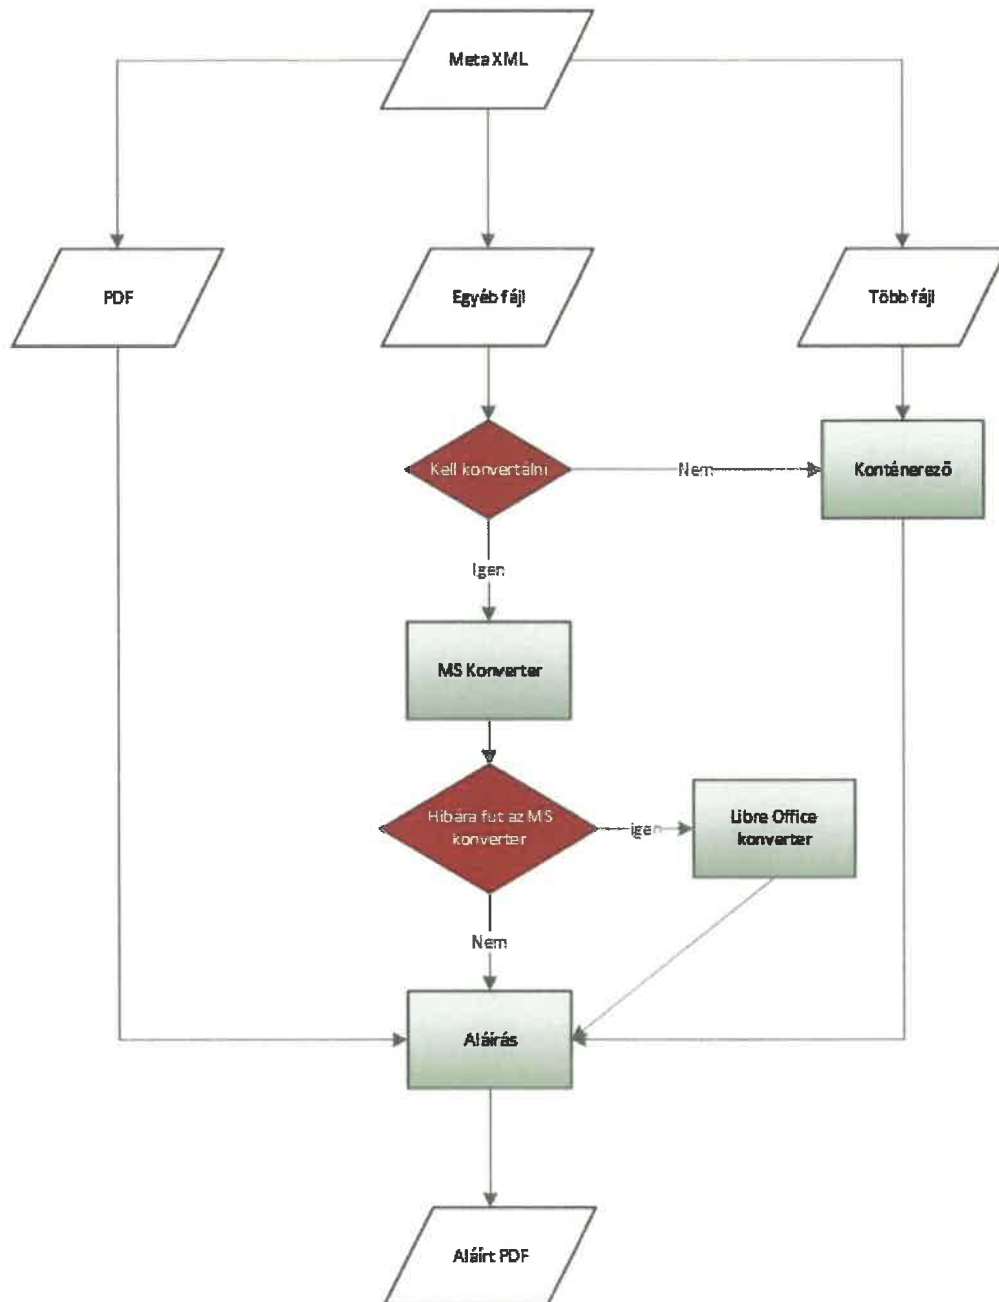 Meta XML
PDF
Egyéb fájl
Több fájl
Kell konvertálni
Nem
Konténerező
Igen
MS Konverter
Hibára fut az MS
konverter
igen
Libre Office
konverter
Nem
Aláírás
Aláírt PDF